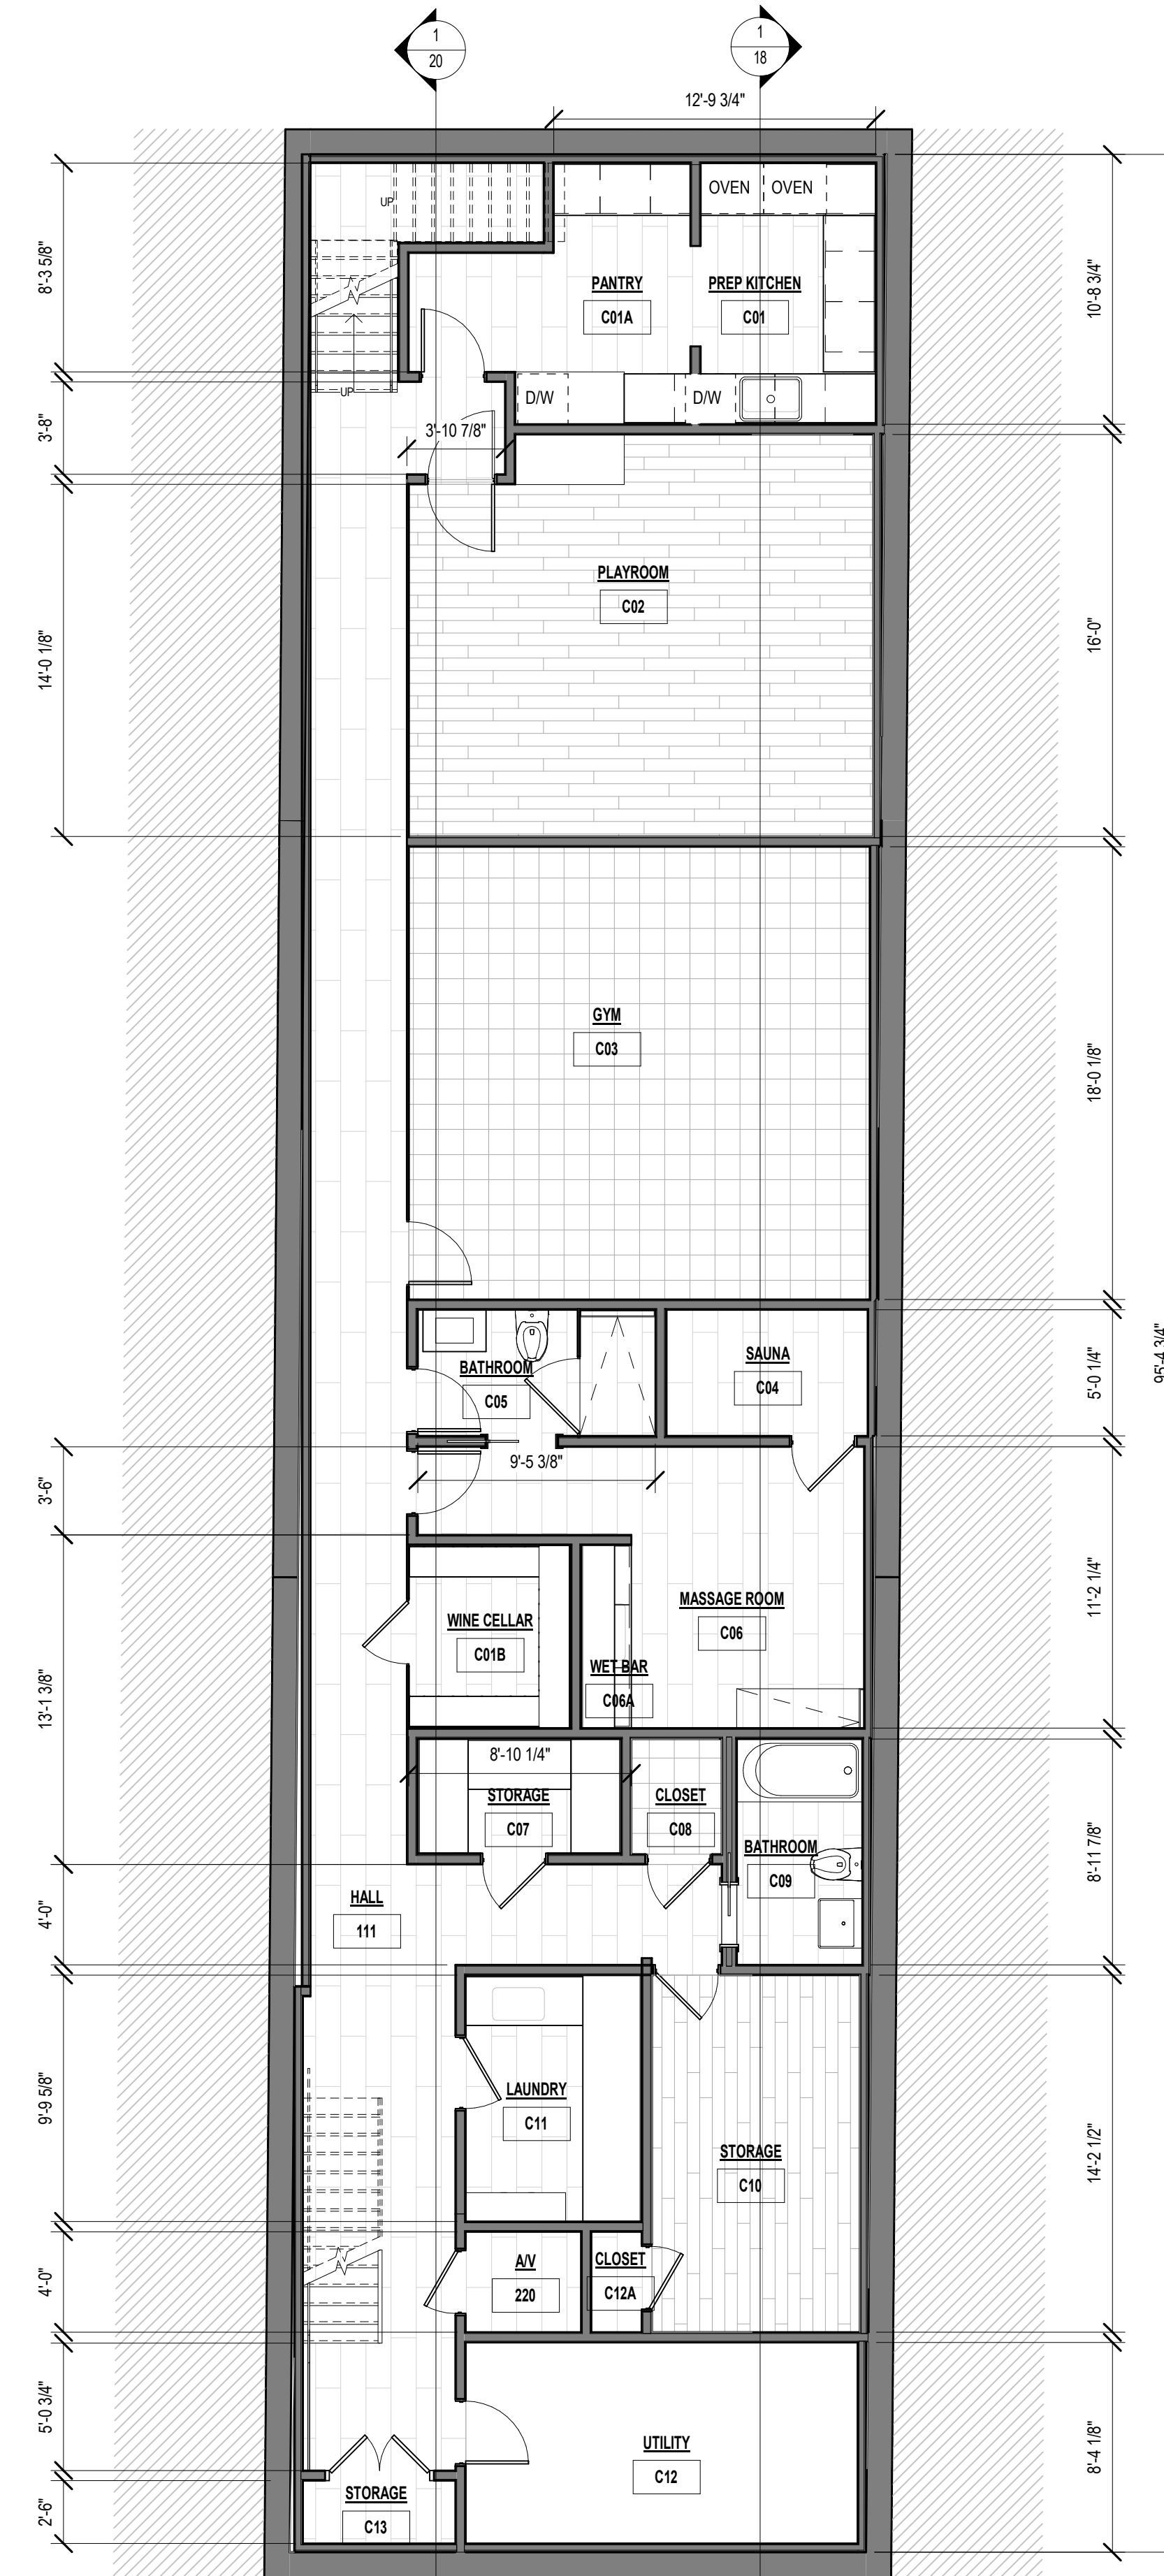 1
20
1
18
12'-9 3/4"
OVEN
OVEN
UP
8'-3 5/8"
10'-8 3/4"
PANTRY
C01A
PREP KITCHEN
C01
UP
D/W
D/W
3'-8"
3'-10 7/8"
PLAYROOM
C02
14'-0 1/8"
16'-0"
GYM
C03
18'-0 1/8"
95'-4 3/4"
BATHROOM
C05
SAUNA
C04
5'-0 1/4"
9'-5 3/8"
3'-6"
MASSAGE ROOM
C06
11'-2 1/4"
WINE CELLAR
C01B
WET BAR
C06A
13'-1 3/8"
8'-10 1/4"
STORAGE
C07
CLOSET
C08
BATHROOM
C09
8'-11 7/8"
HALL
111
4'-0"
LAUNDRY
C11
9'-9 5/8"
STORAGE
C10
14'-2 1/2"
A/V
220
CLOSET
C12A
4'-0"
5'-0 3/4"
UTILITY
C12
8'-4 1/8"
STORAGE
C13
2'-6"